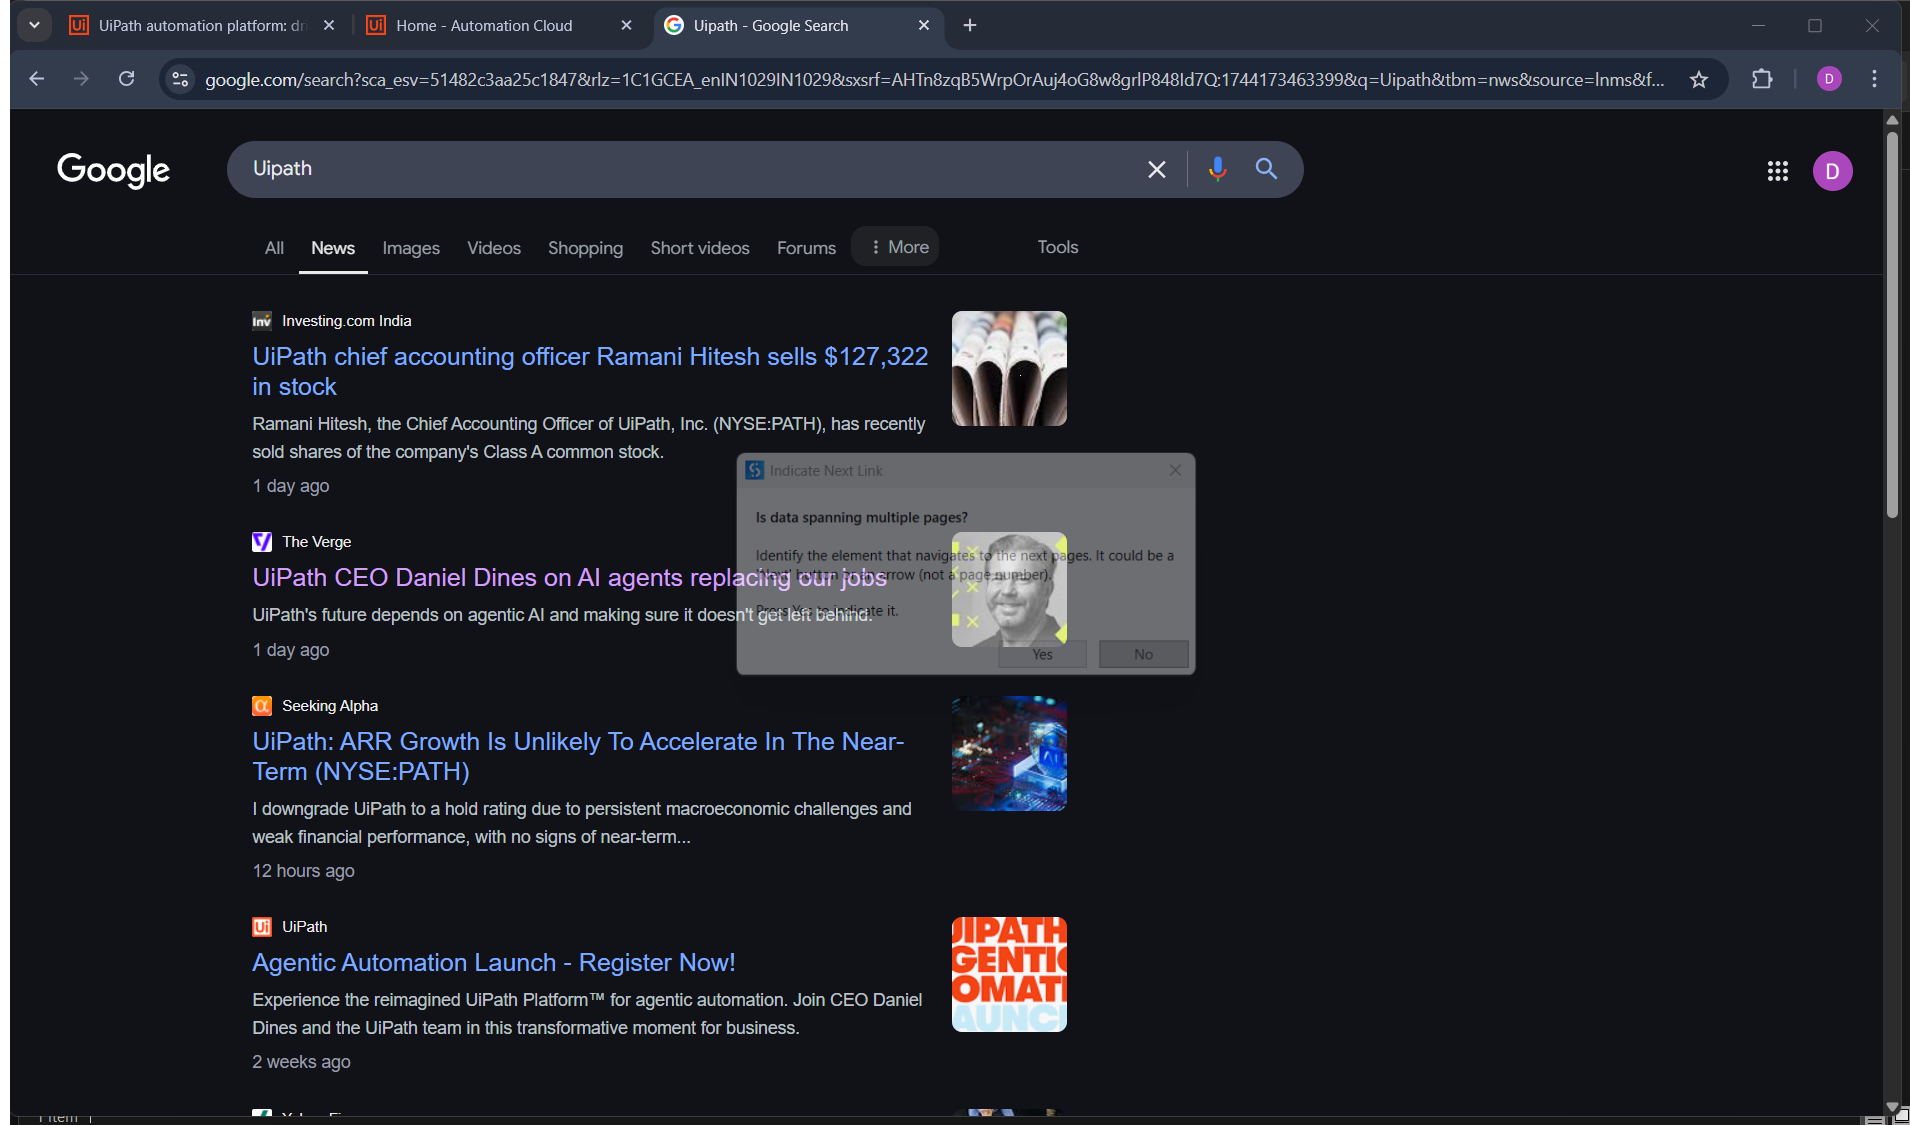 UiPath automation platform: dri
Home - Automation Cloud
Uipath - Google Search
google.com/search?sca_esv=51482c3aa25c1847&rlz=1C1GCEA_enIN1029IN1029&sxsrf=AHTn8zqB5WrpOrAuj4oG8w8grlP848Id7Q:1744173463399&q=Uipath&tbm=nws&source=lnms&f...
D
Google
Uipath
D
All News Images Videos Shopping Short videos Forums More Tools
Inv Investing.com India
UiPath chief accounting officer Ramani Hitesh sells $127,322
in stock
Ramani Hitesh, the Chief Accounting Officer of UiPath, Inc. (NYSE:PATH), has recently
sold shares of the company's Class A common stock.
1 day ago
Indicate Next Link
Is data spanning multiple pages?
Identify the element that navigates to the next pages. It could be a
'Next' button or an arrow (not a page number).
Press Yes to indicate it.
Yes
No
The Verge
UiPath CEO Daniel Dines on AI agents replacing our jobs
UiPath's future depends on agentic AI and making sure it doesn't get left behind.
1 day ago
Seeking Alpha
UiPath: ARR Growth Is Unlikely To Accelerate In The Near-
Term (NYSE:PATH)
I downgrade UiPath to a hold rating due to persistent macroeconomic challenges and
weak financial performance, with no signs of near-term...
12 hours ago
AI
Ui UiPath
Agentic Automation Launch - Register Now!
Experience the reimagined UiPath Platform™ for agentic automation. Join CEO Daniel
Dines and the UiPath team in this transformative moment for business.
2 weeks ago
UIPATH
GENTIC
OMATI
AUNC
1 item